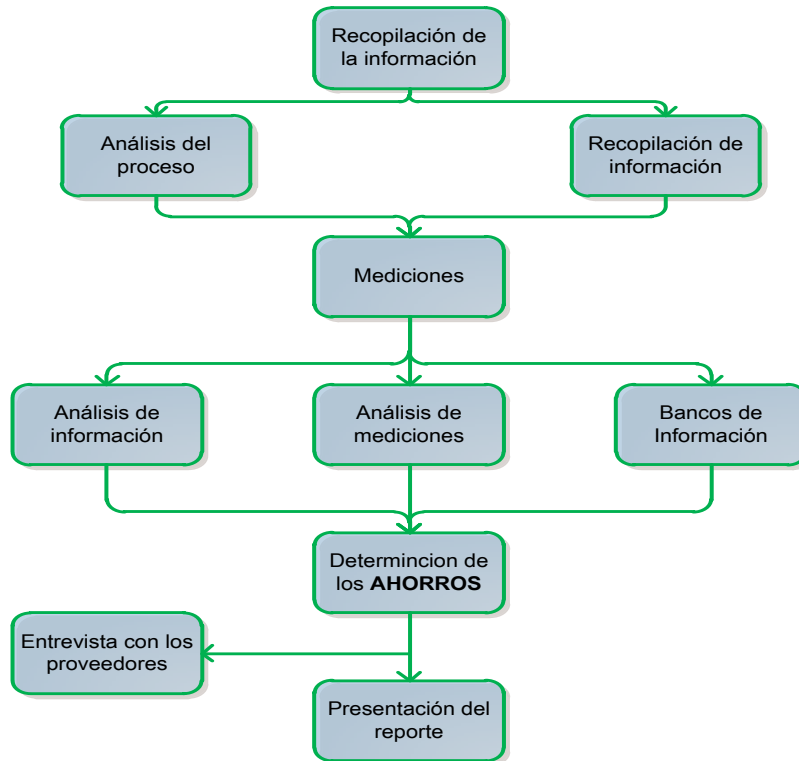 Recopilación de
la información
Análisis del
proceso
Recopilación de
información
Mediciones
Análisis de
información
Análisis de
mediciones
Bancos de
Información
Determincion de
los AHORROS
Entrevista con los
proveedores
Presentación del
reporte